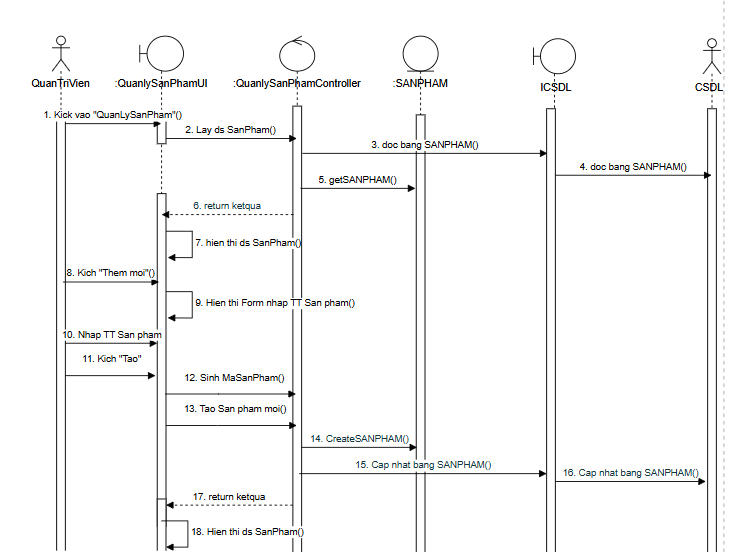 QuanTriVien
:QuanlySanPhamUI
:QuanlySanPhamController
:SANPHAM
ICSDL
CSDL
1. Kick vao "QuanLySanPham"()
2. Lay ds SanPham()
3. doc bang SANPHAM()
4. doc bang SANPHAM()
5. getSANPHAM()
6. return ketqua
7. hien thi ds SanPham()
8. Kich "Them moi"()
9. Hien thi Form nhap TT San pham()
10. Nhap TT San pham
11. Kich "Tao"
12. Sinh MaSanPham()
13. Tao San pham moi()
14. CreateSANPHAM()
15. Cap nhat bang SANPHAM()
16. Cap nhat bang SANPHAM()
17. return ketqua
18. Hien thi ds SanPham()